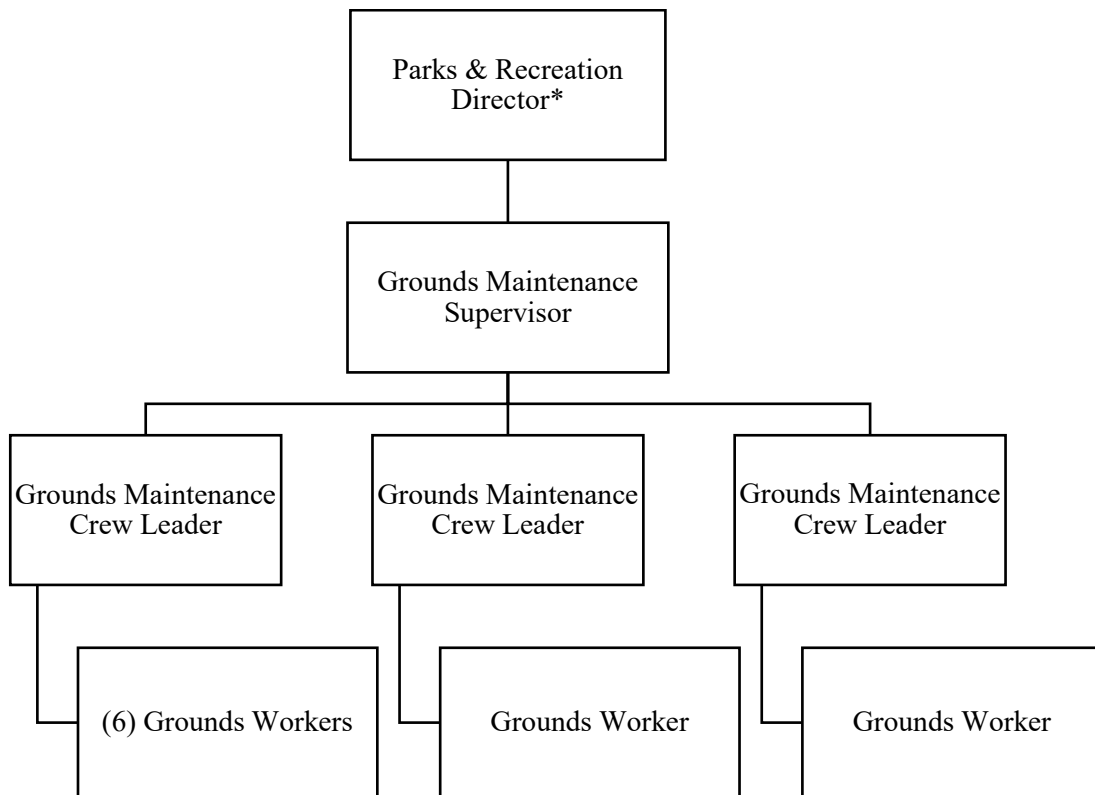 Parks & Recreation
Director*
Grounds Maintenance
Supervisor
Grounds Maintenance
Crew Leader
Grounds Maintenance
Crew Leader
Grounds Maintenance
Crew Leader
(6) Grounds Workers
Grounds Worker
Grounds Worker